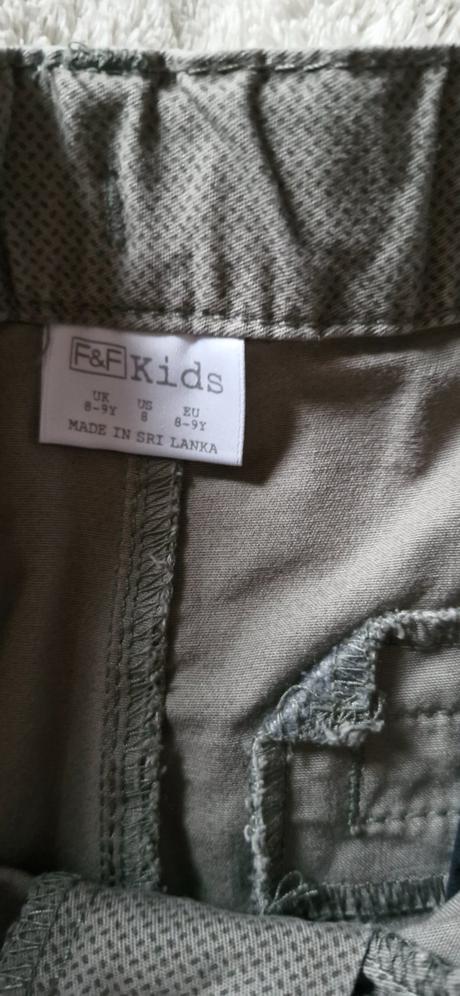 F&F Kids
UK US EU
8-9Y 8 8-9Y
MADE IN SRI LANKA